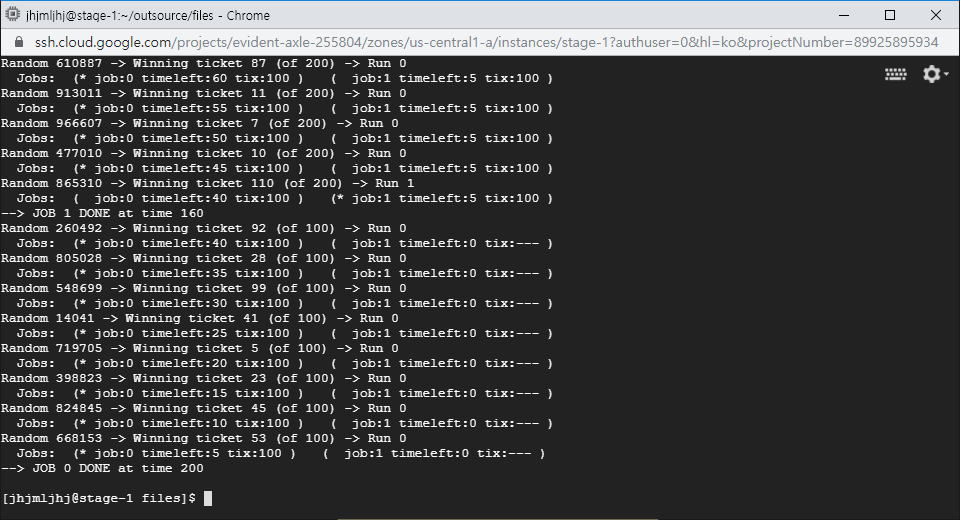 jhjmljhj@stage-1:~/outsource/files - Chrome
ssh.cloud.google.com/projects/evident-axle-255804/zones/us-central1-a/instances/stage-1?authuser=0&hl=ko&projectNumber=89925895934
Random 610887 -> Winning ticket 87 (of 200) -> Run 0
  Jobs:  (* job:0 timeleft:60 tix:100 )   (  job:1 timeleft:5 tix:100 )
Random 913011 -> Winning ticket 11 (of 200) -> Run 0
  Jobs:  (* job:0 timeleft:55 tix:100 )   (  job:1 timeleft:5 tix:100 )
Random 966607 -> Winning ticket 7 (of 200) -> Run 0
  Jobs:  (* job:0 timeleft:50 tix:100 )   (  job:1 timeleft:5 tix:100 )
Random 477010 -> Winning ticket 10 (of 200) -> Run 0
  Jobs:  (* job:0 timeleft:45 tix:100 )   (  job:1 timeleft:5 tix:100 )
Random 865310 -> Winning ticket 110 (of 200) -> Run 1
  Jobs:  (  job:0 timeleft:40 tix:100 )   (* job:1 timeleft:5 tix:100 )
--> JOB 1 DONE at time 160
Random 260492 -> Winning ticket 92 (of 100) -> Run 0
  Jobs:  (* job:0 timeleft:40 tix:100 )   (  job:1 timeleft:0 tix:--- )
Random 805028 -> Winning ticket 28 (of 100) -> Run 0
  Jobs:  (* job:0 timeleft:35 tix:100 )   (  job:1 timeleft:0 tix:--- )
Random 548699 -> Winning ticket 99 (of 100) -> Run 0
  Jobs:  (* job:0 timeleft:30 tix:100 )   (  job:1 timeleft:0 tix:--- )
Random 14041 -> Winning ticket 41 (of 100) -> Run 0
  Jobs:  (* job:0 timeleft:25 tix:100 )   (  job:1 timeleft:0 tix:--- )
Random 719705 -> Winning ticket 5 (of 100) -> Run 0
  Jobs:  (* job:0 timeleft:20 tix:100 )   (  job:1 timeleft:0 tix:--- )
Random 398823 -> Winning ticket 23 (of 100) -> Run 0
  Jobs:  (* job:0 timeleft:15 tix:100 )   (  job:1 timeleft:0 tix:--- )
Random 824845 -> Winning ticket 45 (of 100) -> Run 0
  Jobs:  (* job:0 timeleft:10 tix:100 )   (  job:1 timeleft:0 tix:--- )
Random 668153 -> Winning ticket 53 (of 100) -> Run 0
  Jobs:  (* job:0 timeleft:5 tix:100 )   (  job:1 timeleft:0 tix:--- )
--> JOB 0 DONE at time 200
[jhjmljhj@stage-1 files]$